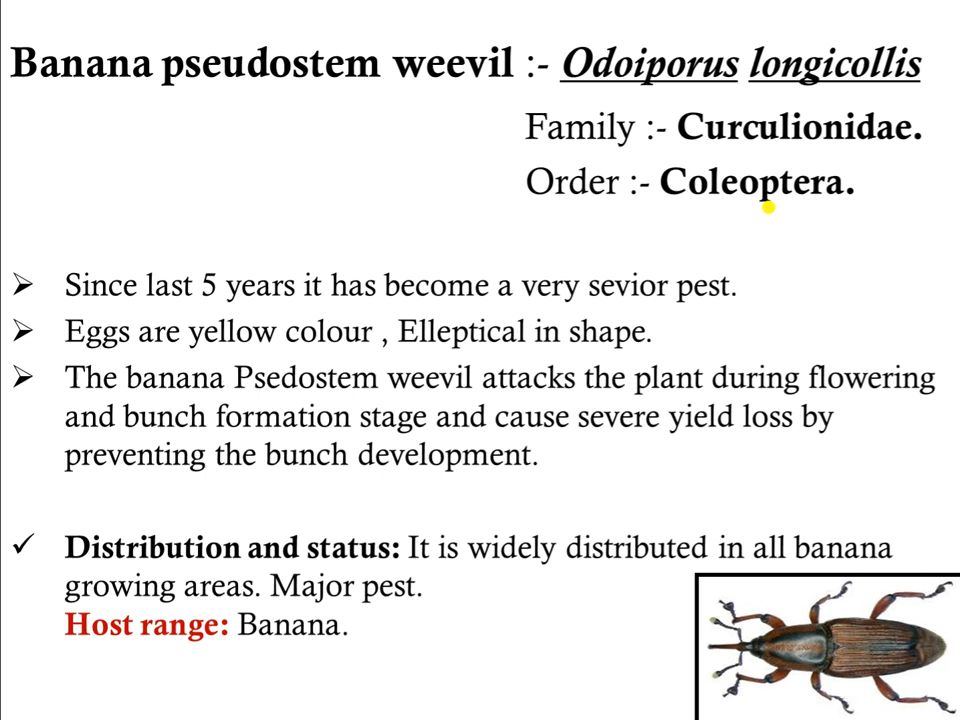 Banana pseudostem weevil :- Odoiporus longicollis
Family :- Curculionidae.
Order :- Coleoptera.
➢ Since last 5 years it has become a very sevior pest.
➢ Eggs are yellow colour , Elleptical in shape.
➢ The banana Psedostem weevil attacks the plant during flowering
and bunch formation stage and cause severe yield loss by
preventing the bunch development.
✓ Distribution and status: It is widely distributed in all banana
growing areas. Major pest.
Host range: Banana.